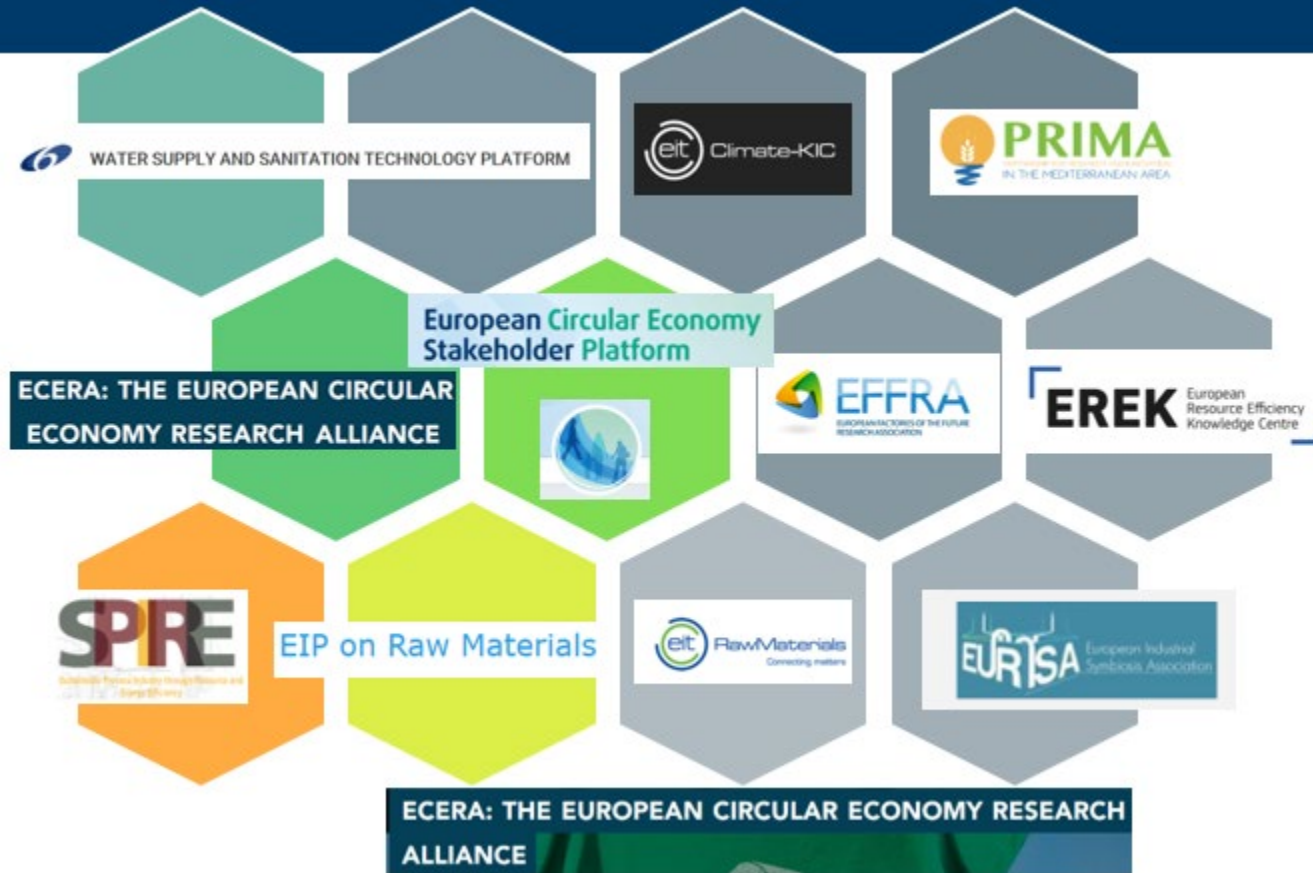 WATER SUPPLY AND SANITATION TECHNOLOGY PLATFORM
eit Climate-KIC
PRIMA
IN THE MEDITERRANEAN AREA
European Circular Economy
Stakeholder Platform
ECERA: THE EUROPEAN CIRCULAR
ECONOMY RESEARCH ALLIANCE
EFFRA
EUROPEAN FACTORIES OF THE FUTURE
RESEARCH ASSOCIATION
EREK
European
Resource Efficiency
Knowledge Centre
SPIRE
EIP on Raw Materials
eit RawMaterials
Connecting matters
EURISA
European Industrial
Symbiosis Association
ECERA: THE EUROPEAN CIRCULAR ECONOMY RESEARCH
ALLIANCE